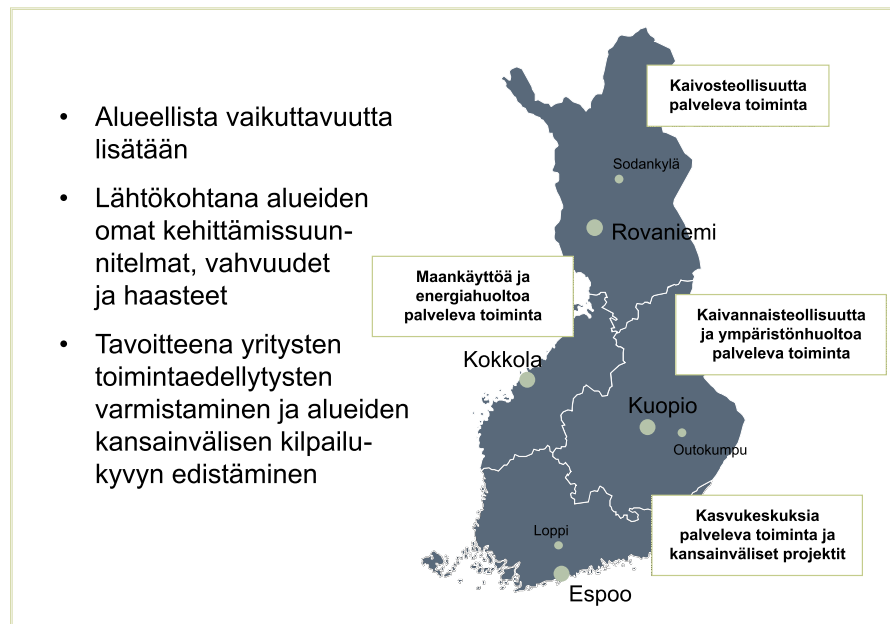 • Alueellista vaikuttavuutta
lisätään
• Lähtökohtana alueiden
omat kehittämissuun-
nitelmat, vahvuudet
ja haasteet
• Tavoitteena yritysten
toimintaedellytysten
varmistaminen ja alueiden
kansainvälisen kilpailu-
kyvyn edistäminen
Kaivosteollisuutta
palveleva toiminta
Sodankylä
Rovaniemi
Maankäyttöä ja
energiahuoltoa
palveleva toiminta
Kokkola
Kaivannaisteollisuutta
ja ympäristönhuoltoa
palveleva toiminta
Kuopio
Outokumpu
Kasvukeskuksia
palveleva toiminta ja
kansainväliset projektit
Loppi
Espoo